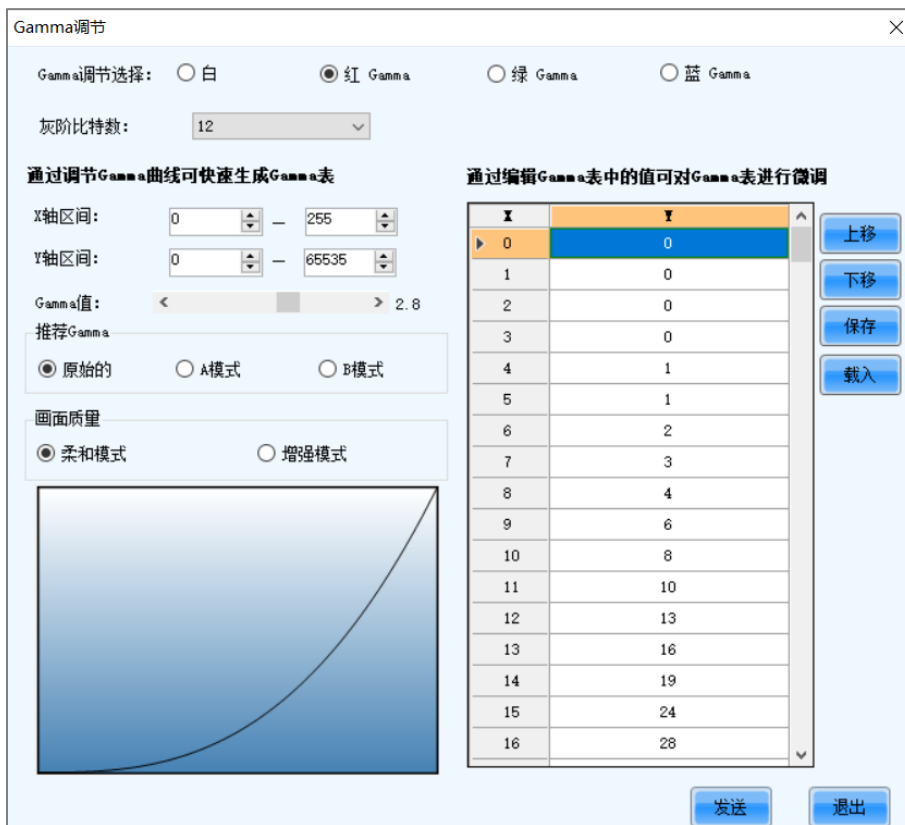 Gamma调节
Gamma调节选择： 白 红 Gamma 绿 Gamma 蓝 Gamma
灰阶比特数： 12
通过调节Gamma曲线可快速生成Gamma表
X轴区间： 0 — 255
Y轴区间： 0 — 65535
Gamma值： 2.8
推荐Gamma
原始的 A模式 B模式
画面质量
柔和模式 增强模式
通过编辑Gamma表中的值可对Gamma表进行微调
X Y
0 0
1 0
2 0
3 0
4 1
5 1
6 2
7 3
8 4
9 6
10 8
11 10
12 13
13 16
14 19
15 24
16 28
上移
下移
保存
载入
发送 退出